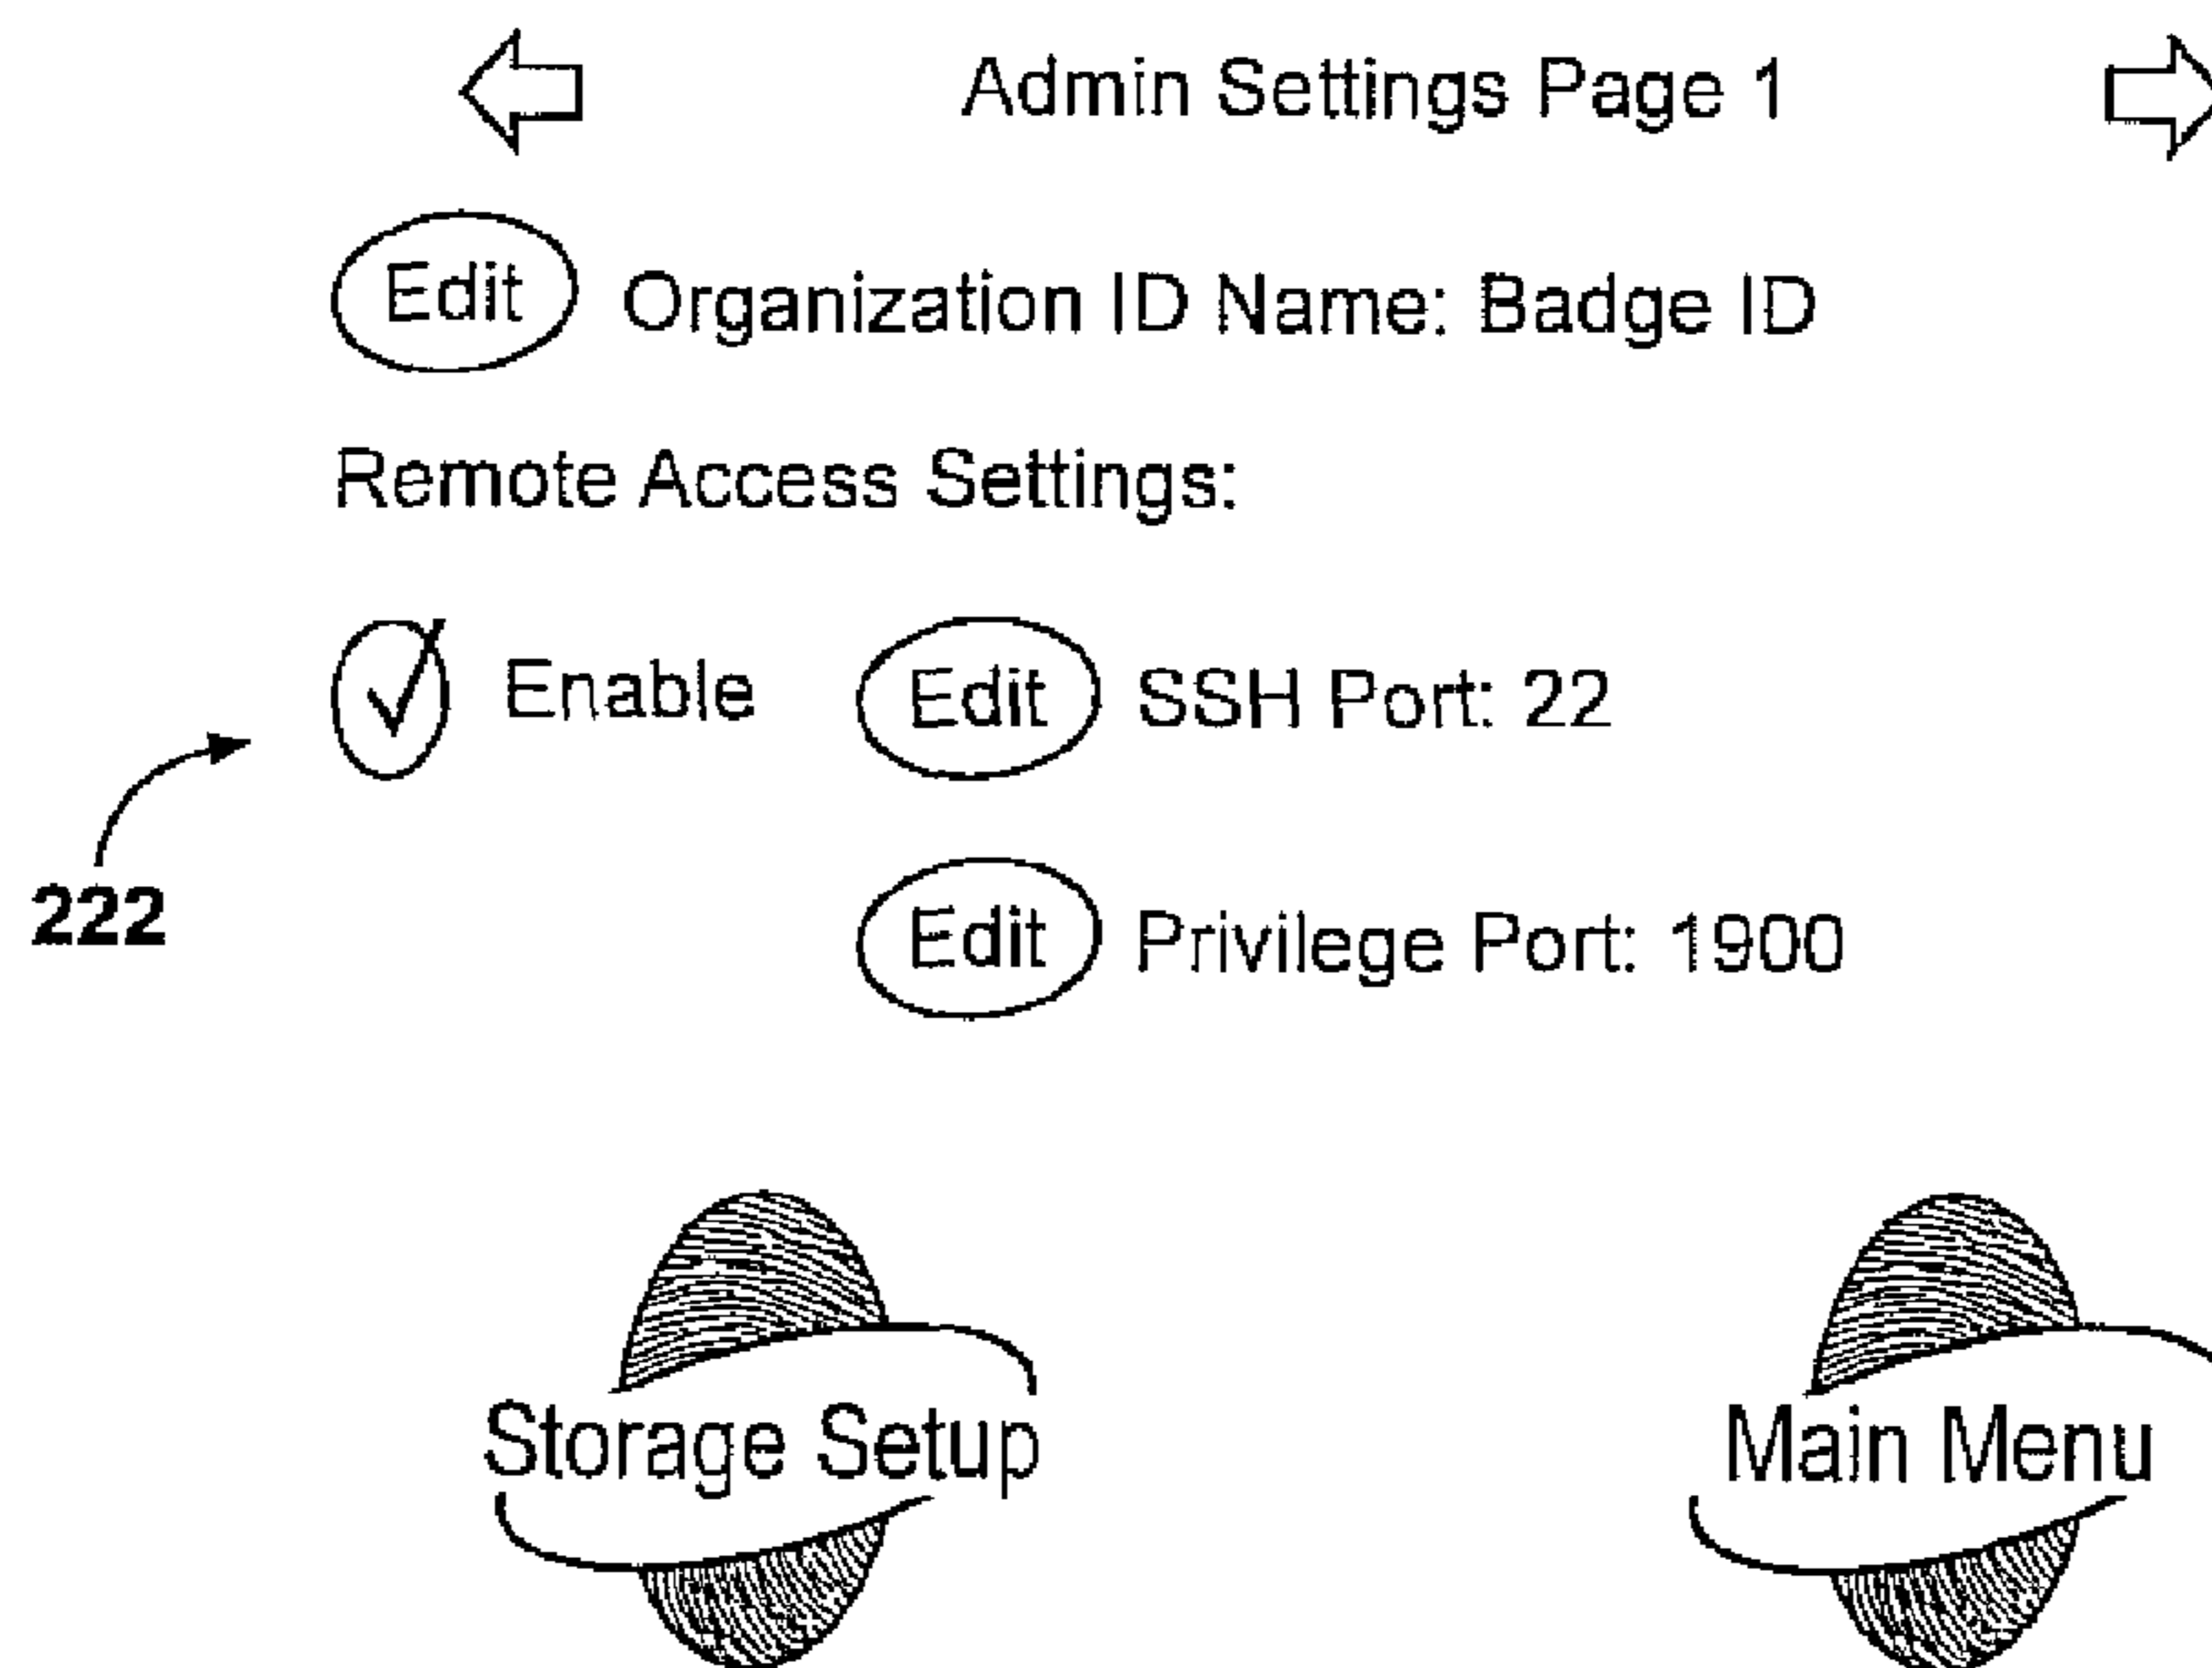 Admin Settings Page 1
Edit Organization ID Name: Badge ID
Remote Access Settings:
Enable Edit SSH Port: 22
222
Edit Privilege Port: 1900
Storage Setup Main Menu